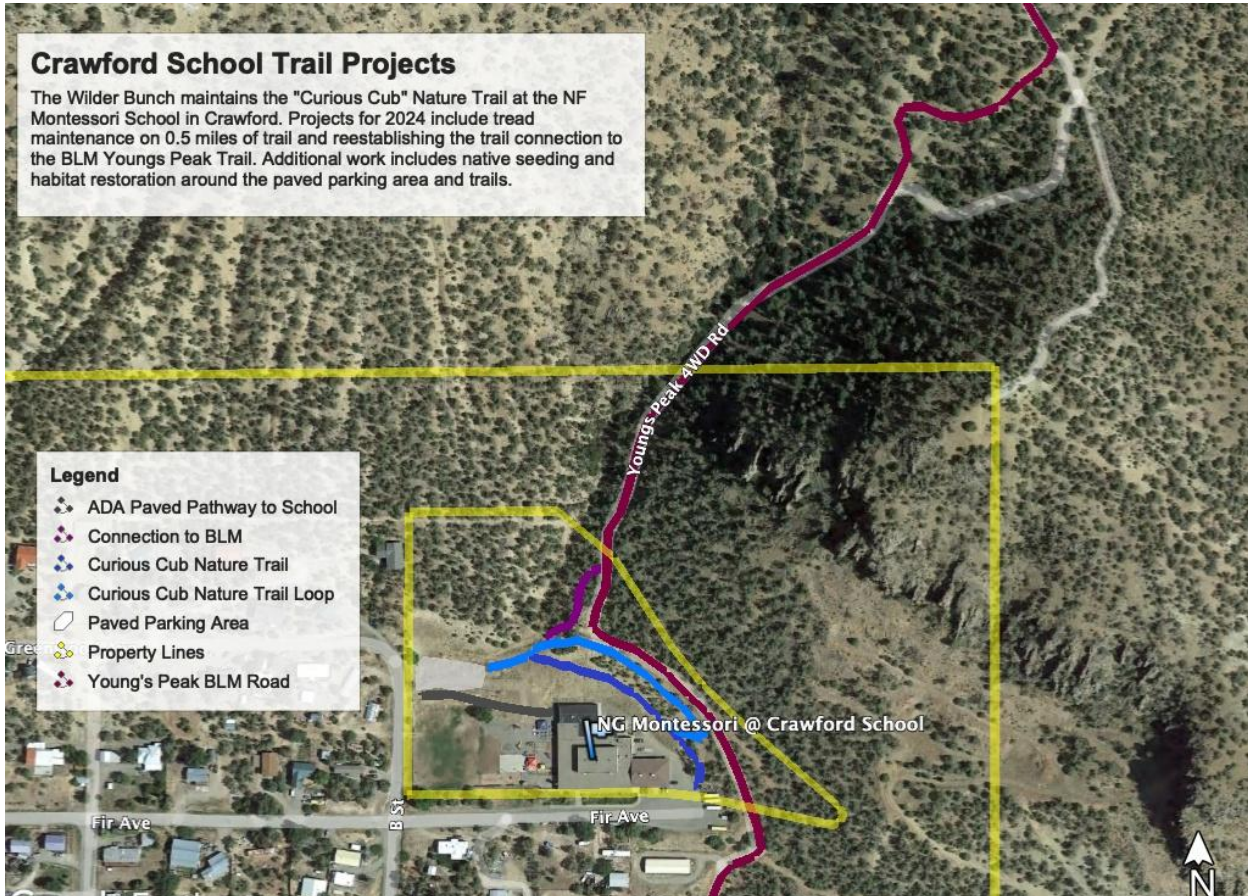 Crawford School Trail Projects
The Wilder Bunch maintains the "Curious Cub" Nature Trail at the NF
Montessori School in Crawford. Projects for 2024 include tread
maintenance on 0.5 miles of trail and reestablishing the trail connection to
the BLM Youngs Peak Trail. Additional work includes native seeding and
habitat restoration around the paved parking area and trails.
Youngs Peak 4WD Rd
Legend
ADA Paved Pathway to School
Connection to BLM
Curious Cub Nature Trail
Curious Cub Nature Trail Loop
Paved Parking Area
Property Lines
Young's Peak BLM Road
NG Montessori @ Crawford School
B St
Fir Ave
Fir Ave
N